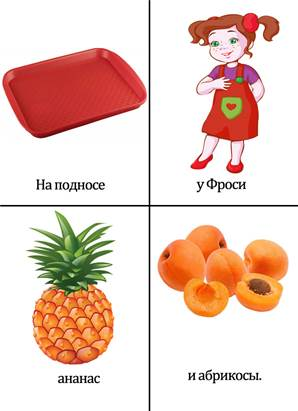 На подносе
у Фроси
ананас
и абрикосы.